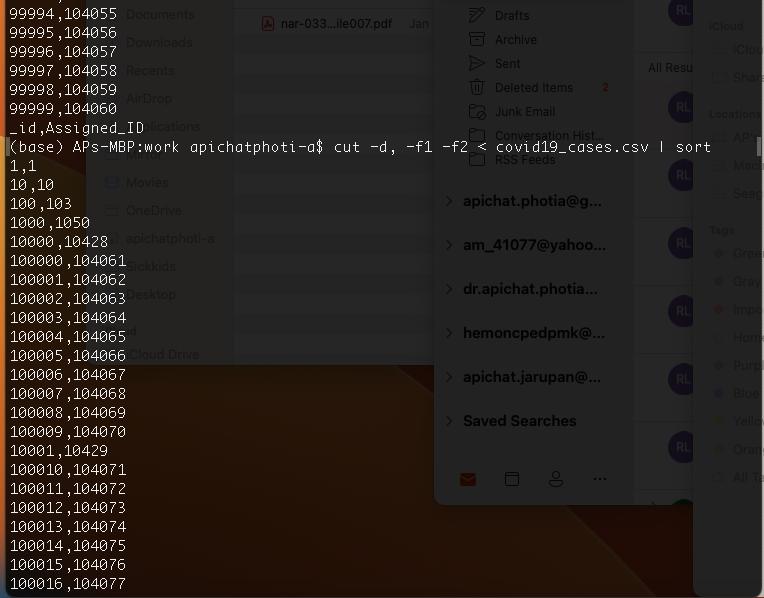 99994,104055
99995,104056
99996,104057
99997,104058
99998,104059
99999,104060
_id,Assigned_ID
(base) APs-MBP:work apichatphoti-a$ cut -d, -f1 -f2 < covid19_cases.csv | sort
1,1
10,10
100,103
1000,1050
10000,10428
100000,104061
100001,104062
100002,104063
100003,104064
100004,104065
100005,104066
100006,104067
100007,104068
100008,104069
100009,104070
10001,10429
100010,104071
100011,104072
100012,104073
100013,104074
100014,104075
100015,104076
100016,104077
Documents
Downloads
Recents
AirDrop
Movies
OneDrive
apichatphoti-a
Sickkids
Desktop
iCloud Drive
nar-033...ile007.pdf
Jan
Drafts
Archive
Sent
Deleted Items 2
Junk Email
Conversation Hist...
RSS Feeds
apichat.photia@g...
am_41077@yahoo...
dr.apichat.photia...
hemoncpedpmk@...
apichat.jarupan@...
Saved Searches
All Resu
RL
RL
RL
RL
RL
RL
RL
iCloud
Locations
Tags
Gray
Blue